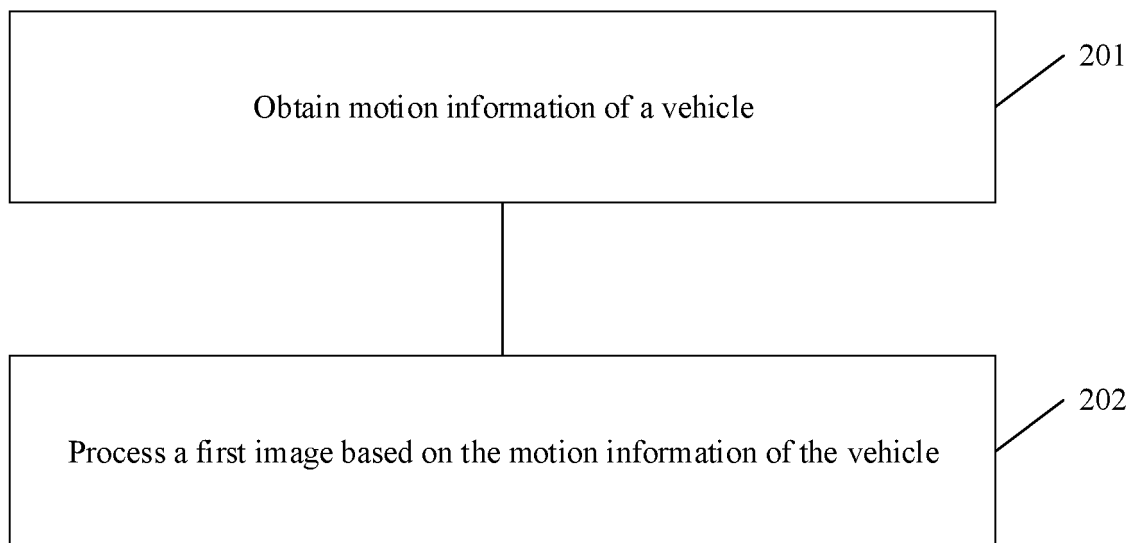 201
Obtain motion information of a vehicle
202
Process a first image based on the motion information of the vehicle